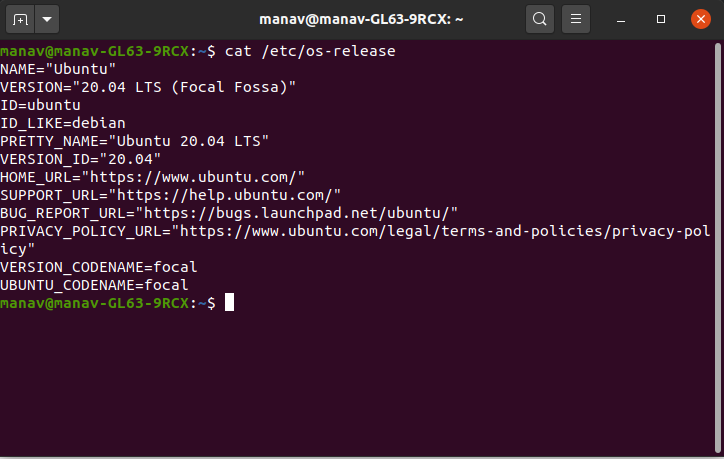 manav@manav-GL63-9RCX: ~
manav@manav-GL63-9RCX:~$ cat /etc/os-release
NAME="Ubuntu"
VERSION="20.04 LTS (Focal Fossa)"
ID=ubuntu
ID_LIKE=debian
PRETTY_NAME="Ubuntu 20.04 LTS"
VERSION_ID="20.04"
HOME_URL="https://www.ubuntu.com/"
SUPPORT_URL="https://help.ubuntu.com/"
BUG_REPORT_URL="https://bugs.launchpad.net/ubuntu/"
PRIVACY_POLICY_URL="https://www.ubuntu.com/legal/terms-and-policies/privacy-pol
icy"
VERSION_CODENAME=focal
UBUNTU_CODENAME=focal
manav@manav-GL63-9RCX:~$